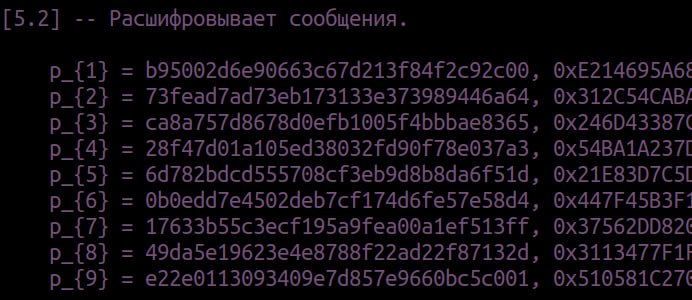 [5.2] -- Расшифровывает сообщения.
p_{1} = b95002d6e90663c67d213f84f2c92c00, 0xE214695A68
p_{2} = 73fead7ad73eb173133e373989446a64, 0x312C54CABA
p_{3} = ca8a757d8678d0efb1005f4bbbae8365, 0x246D43387C
p_{4} = 28f47d01a105ed38032fd90f78e037a3, 0x54BA1A237D
p_{5} = 6d782bdcd555708cf3eb9d8b8da6f51d, 0x21E83D7C5D
p_{6} = 0b0edd7e4502deb7cf174d6fe57e58d4, 0x447F45B3F1
p_{7} = 17633b55c3ecf195a9fea00a1ef513ff, 0x37562DD820
p_{8} = 49da5e19623e4e8788f22ad22f87132d, 0x3113477F1F
p_{9} = e22e0113093409e7d857e9660bc5c001, 0x510581C270